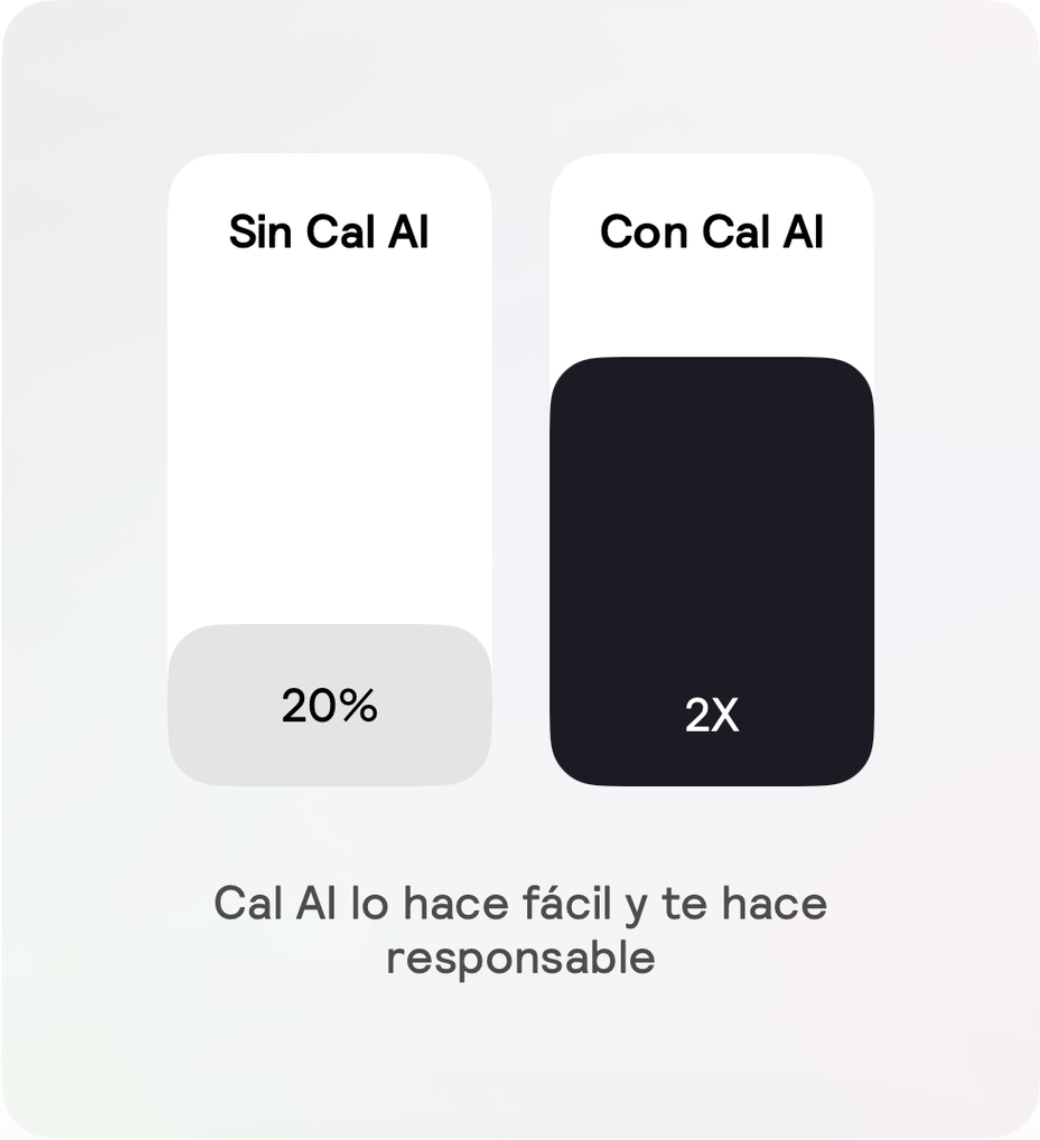 Sin Cal AI
Con Cal AI
20%
2X
Cal AI lo hace fácil y te hace
responsable